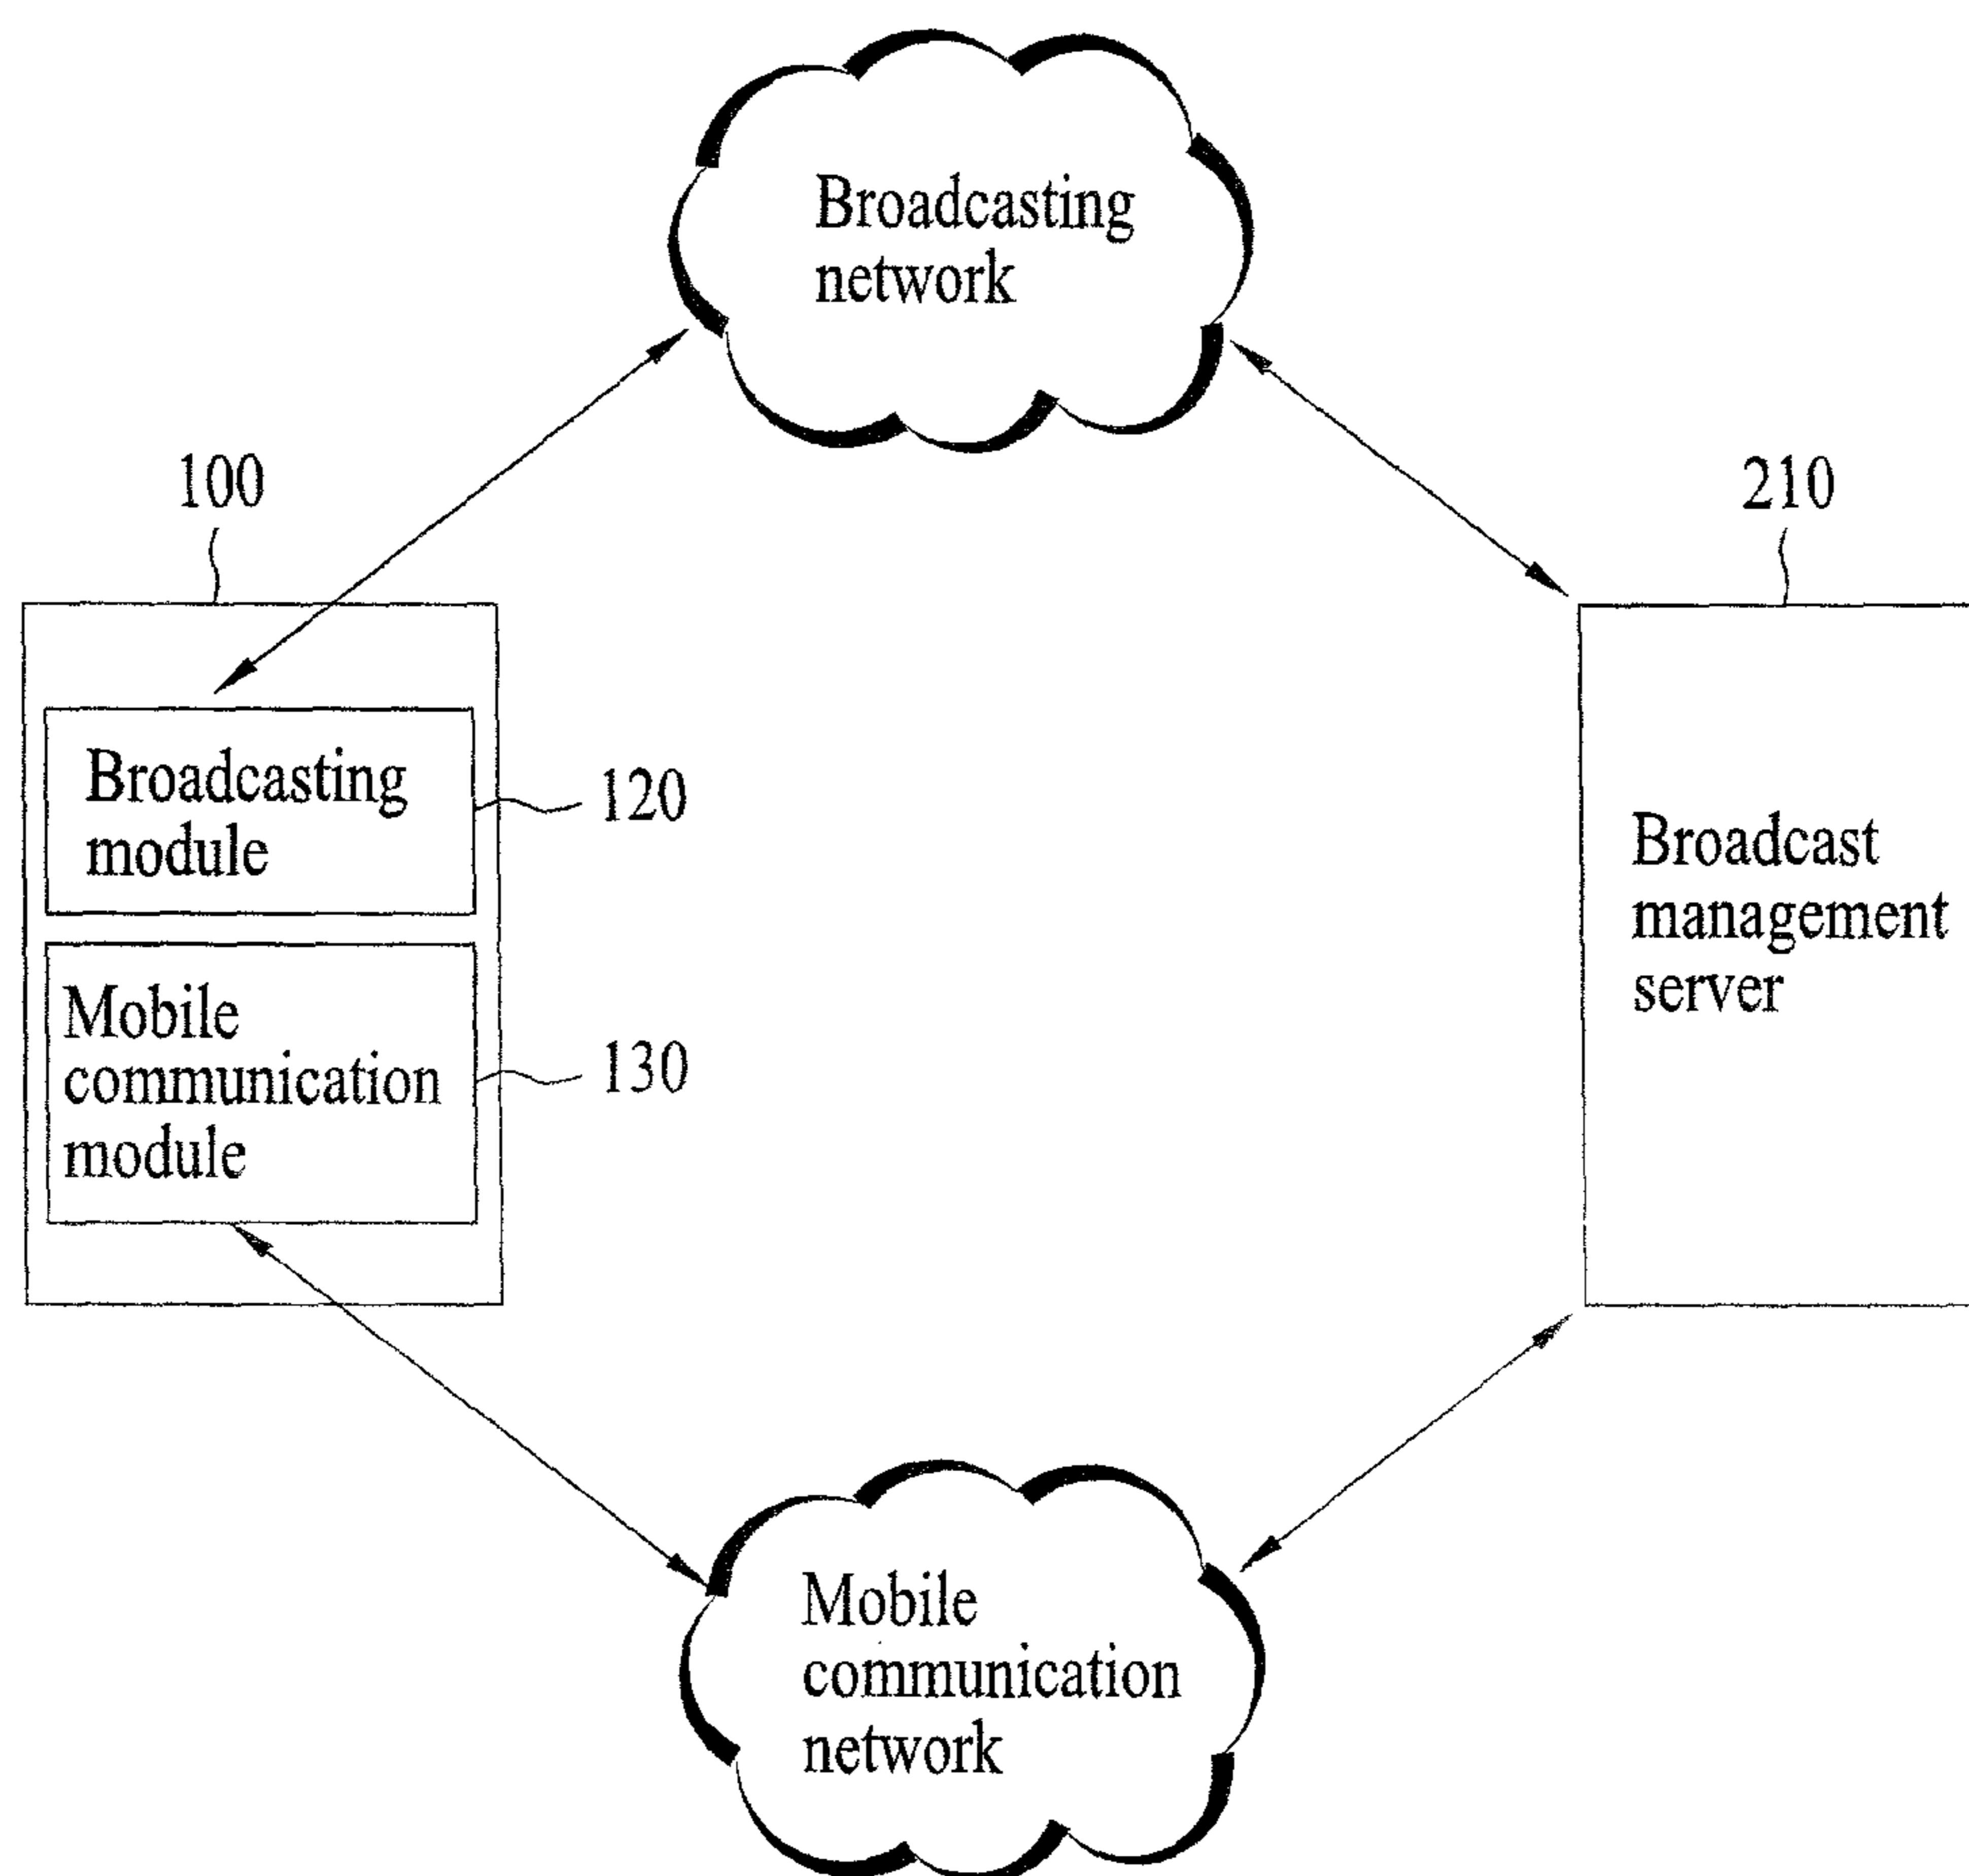 Broadcasting
network
100
210
Broadcasting
module
120
Mobile
communication
module
130
Broadcast
management
server
Mobile
communication
network